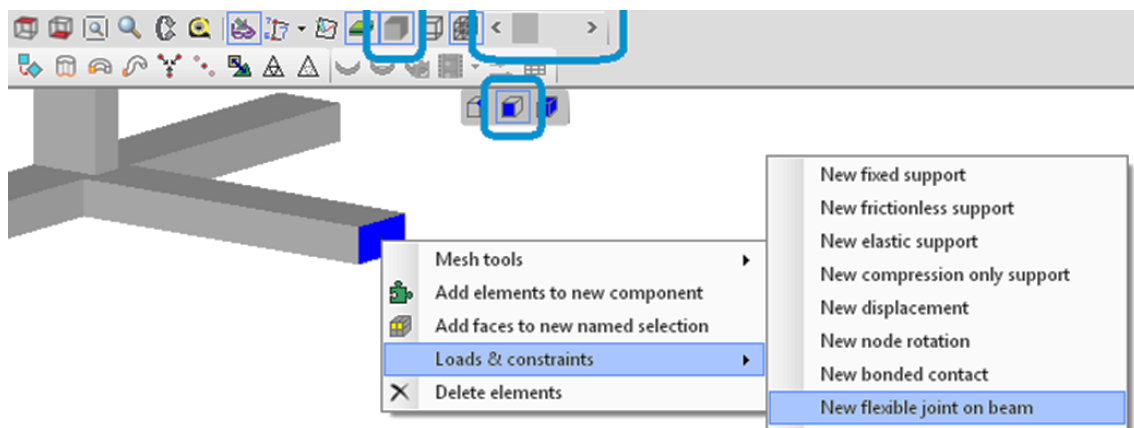 New fixed support
New frictionless support
New elastic support
Mesh tools
New compression only support
Add elements to new component
New displacement
Add faces to new named selection
New node rotation
Loads & constraints
New bonded contact
Delete elements
New flexible joint on beam